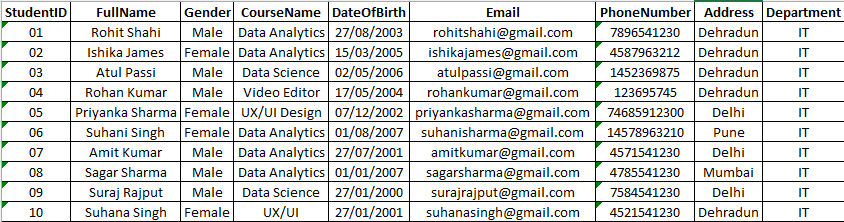 StudentID FullName Gender CourseName DateOfBirth Email PhoneNumber Address Department
01 Rohit Shahi Male Data Analytics 27/08/2003 rohitshahi@gmail.com 7896541230 Dehradun IT
02 Ishika James Female Data Analytics 15/03/2005 ishikajames@gmail.com 4587963212 Dehradun IT
03 Atul Passi Male Data Science 02/05/2006 atulpassi@gmail.com 1452369875 Dehradun IT
04 Rohan Kumar Male Video Editor 17/05/2004 rohankumar@gmail.com 123695745 Dehradun IT
05 Priyanka Sharma Female UX/UI Design 07/12/2002 priyankasharma@gmail.com 74685912300 Delhi IT
06 Suhani Singh Female Data Analytics 01/08/2007 suhanisharma@gmail.com 14578963210 Pune IT
07 Amit Kumar Male Data Analytics 27/07/2001 amitkumar@gmail.com 4571541230 Delhi IT
08 Sagar Sharma Male Data Analytics 01/01/2007 sagarsharma@gmail.com 4785541230 Mumbai IT
09 Suraj Rajput Male Data Science 27/01/2000 surajrajput@gmail.com 7584541230 Delhi IT
10 Suhana Singh Female UX/UI 27/01/2001 suhanasingh@gmail.com 4521541230 Dehradun IT